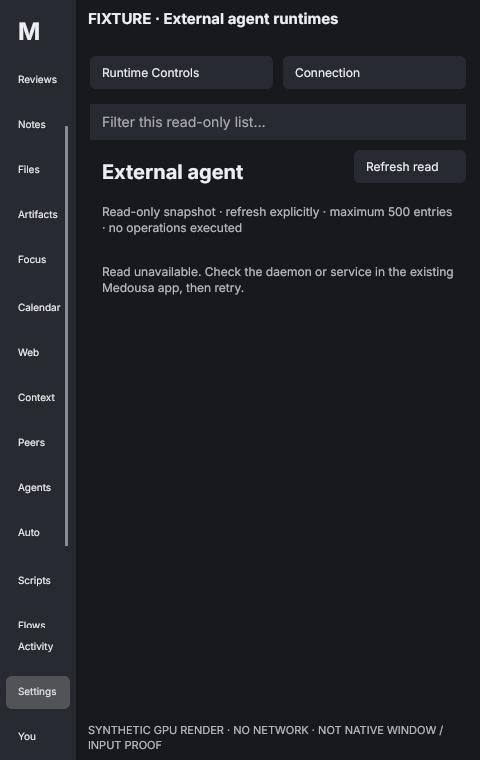 M
FIXTURE · External agent runtimes
Reviews
Notes
Files
Artifacts
Focus
Calendar
Web
Context
Peers
Agents
Auto
Scripts
Flows
Activity
Settings
You
Runtime Controls
Connection
Filter this read-only list...
External agent
Refresh read
Read-only snapshot · refresh explicitly · maximum 500 entries
· no operations executed
Read unavailable. Check the daemon or service in the existing
Medousa app, then retry.
SYNTHETIC GPU RENDER · NO NETWORK · NOT NATIVE WINDOW /
INPUT PROOF